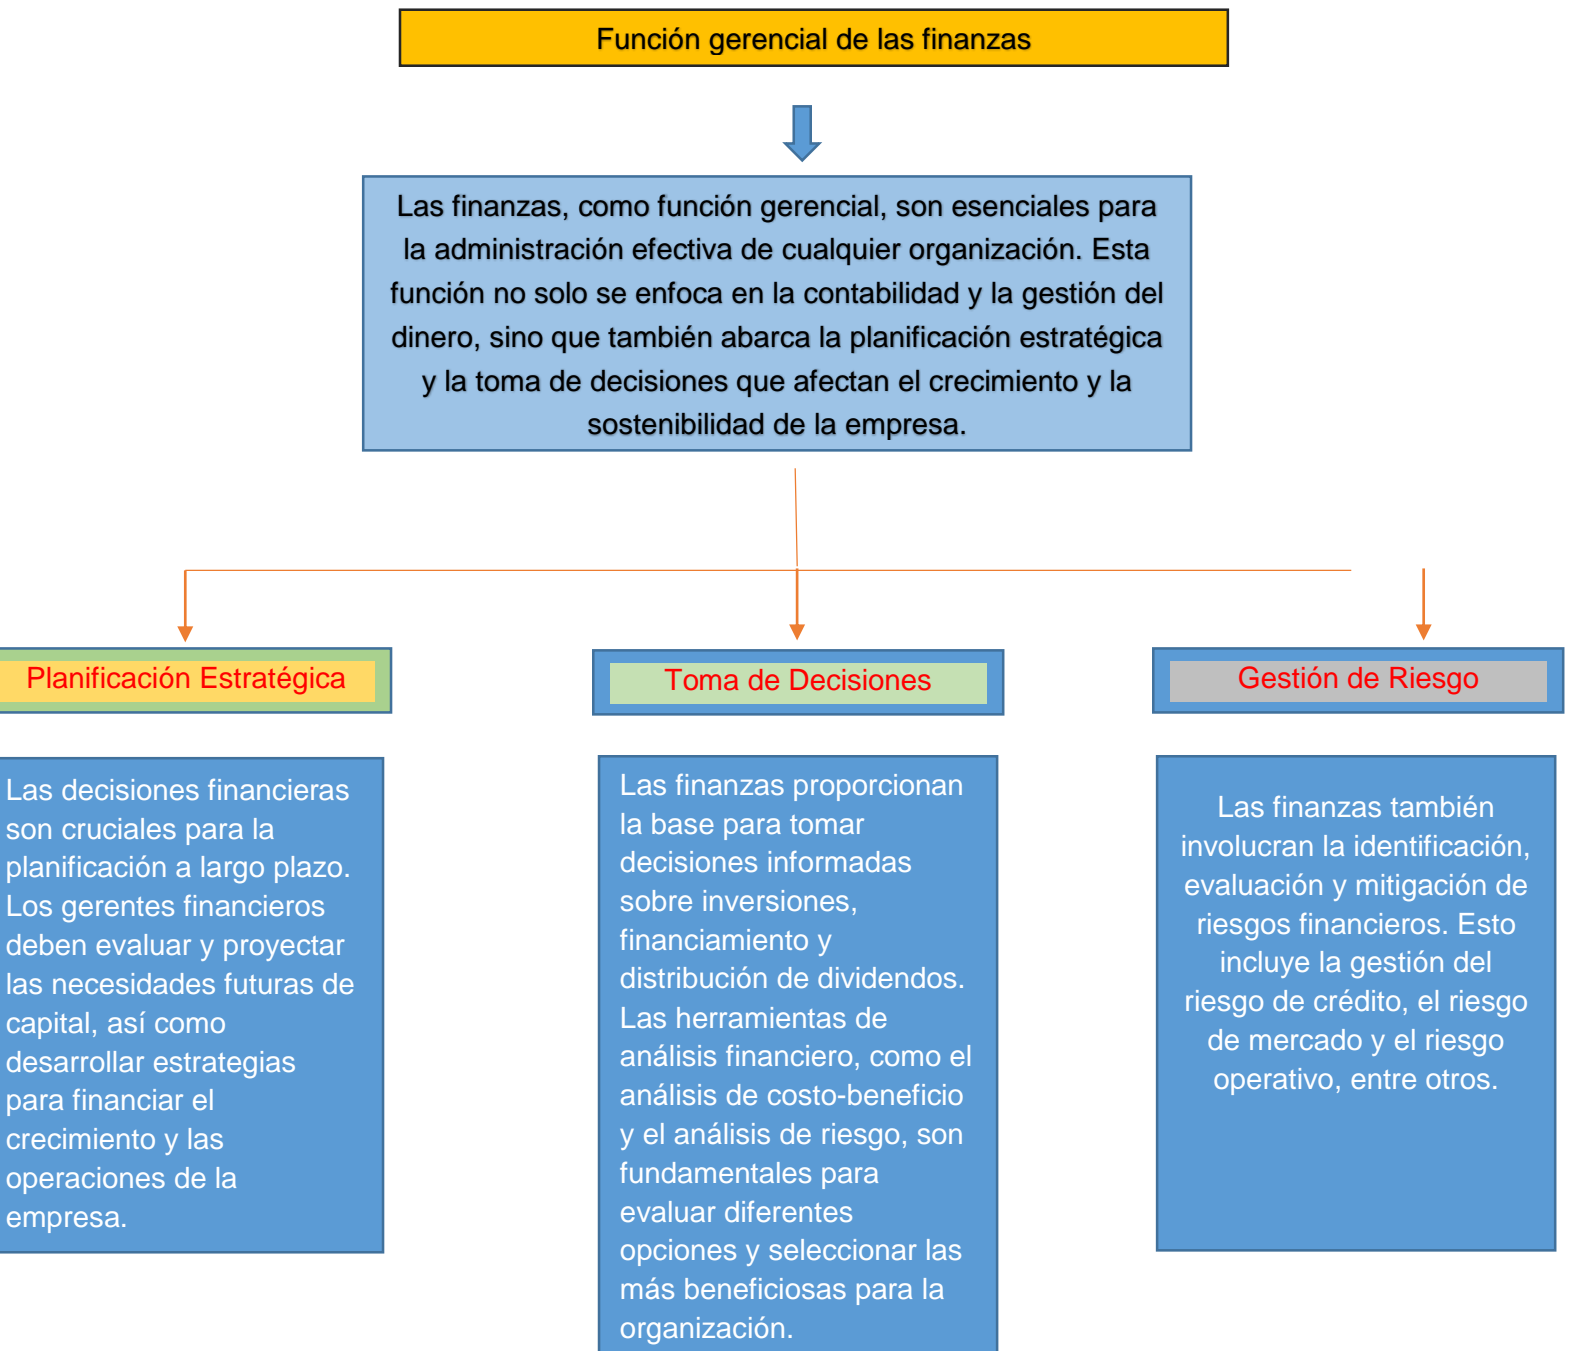 Función gerencial de las finanzas
Las finanzas, como función gerencial, son esenciales para
la administración efectiva de cualquier organización. Esta
función no solo se enfoca en la contabilidad y la gestión del
dinero, sino que también abarca la planificación estratégica
y la toma de decisiones que afectan el crecimiento y la
sostenibilidad de la empresa.
Planificación Estratégica
Toma de Decisiones
Gestión de Riesgo
Las decisiones financieras
son cruciales para la
planificación a largo plazo.
Los gerentes financieros
deben evaluar y proyectar
las necesidades futuras de
capital, así como
desarrollar estrategias
para financiar el
crecimiento y las
operaciones de la
empresa.
Las finanzas proporcionan
la base para tomar
decisiones informadas
sobre inversiones,
financiamiento y
distribución de dividendos.
Las herramientas de
análisis financiero, como el
análisis de costo-beneficio
y el análisis de riesgo, son
fundamentales para
evaluar diferentes
opciones y seleccionar las
más beneficiosas para la
organización.
Las finanzas también
involucran la identificación,
evaluación y mitigación de
riesgos financieros. Esto
incluye la gestión del
riesgo de crédito, el riesgo
de mercado y el riesgo
operativo, entre otros.